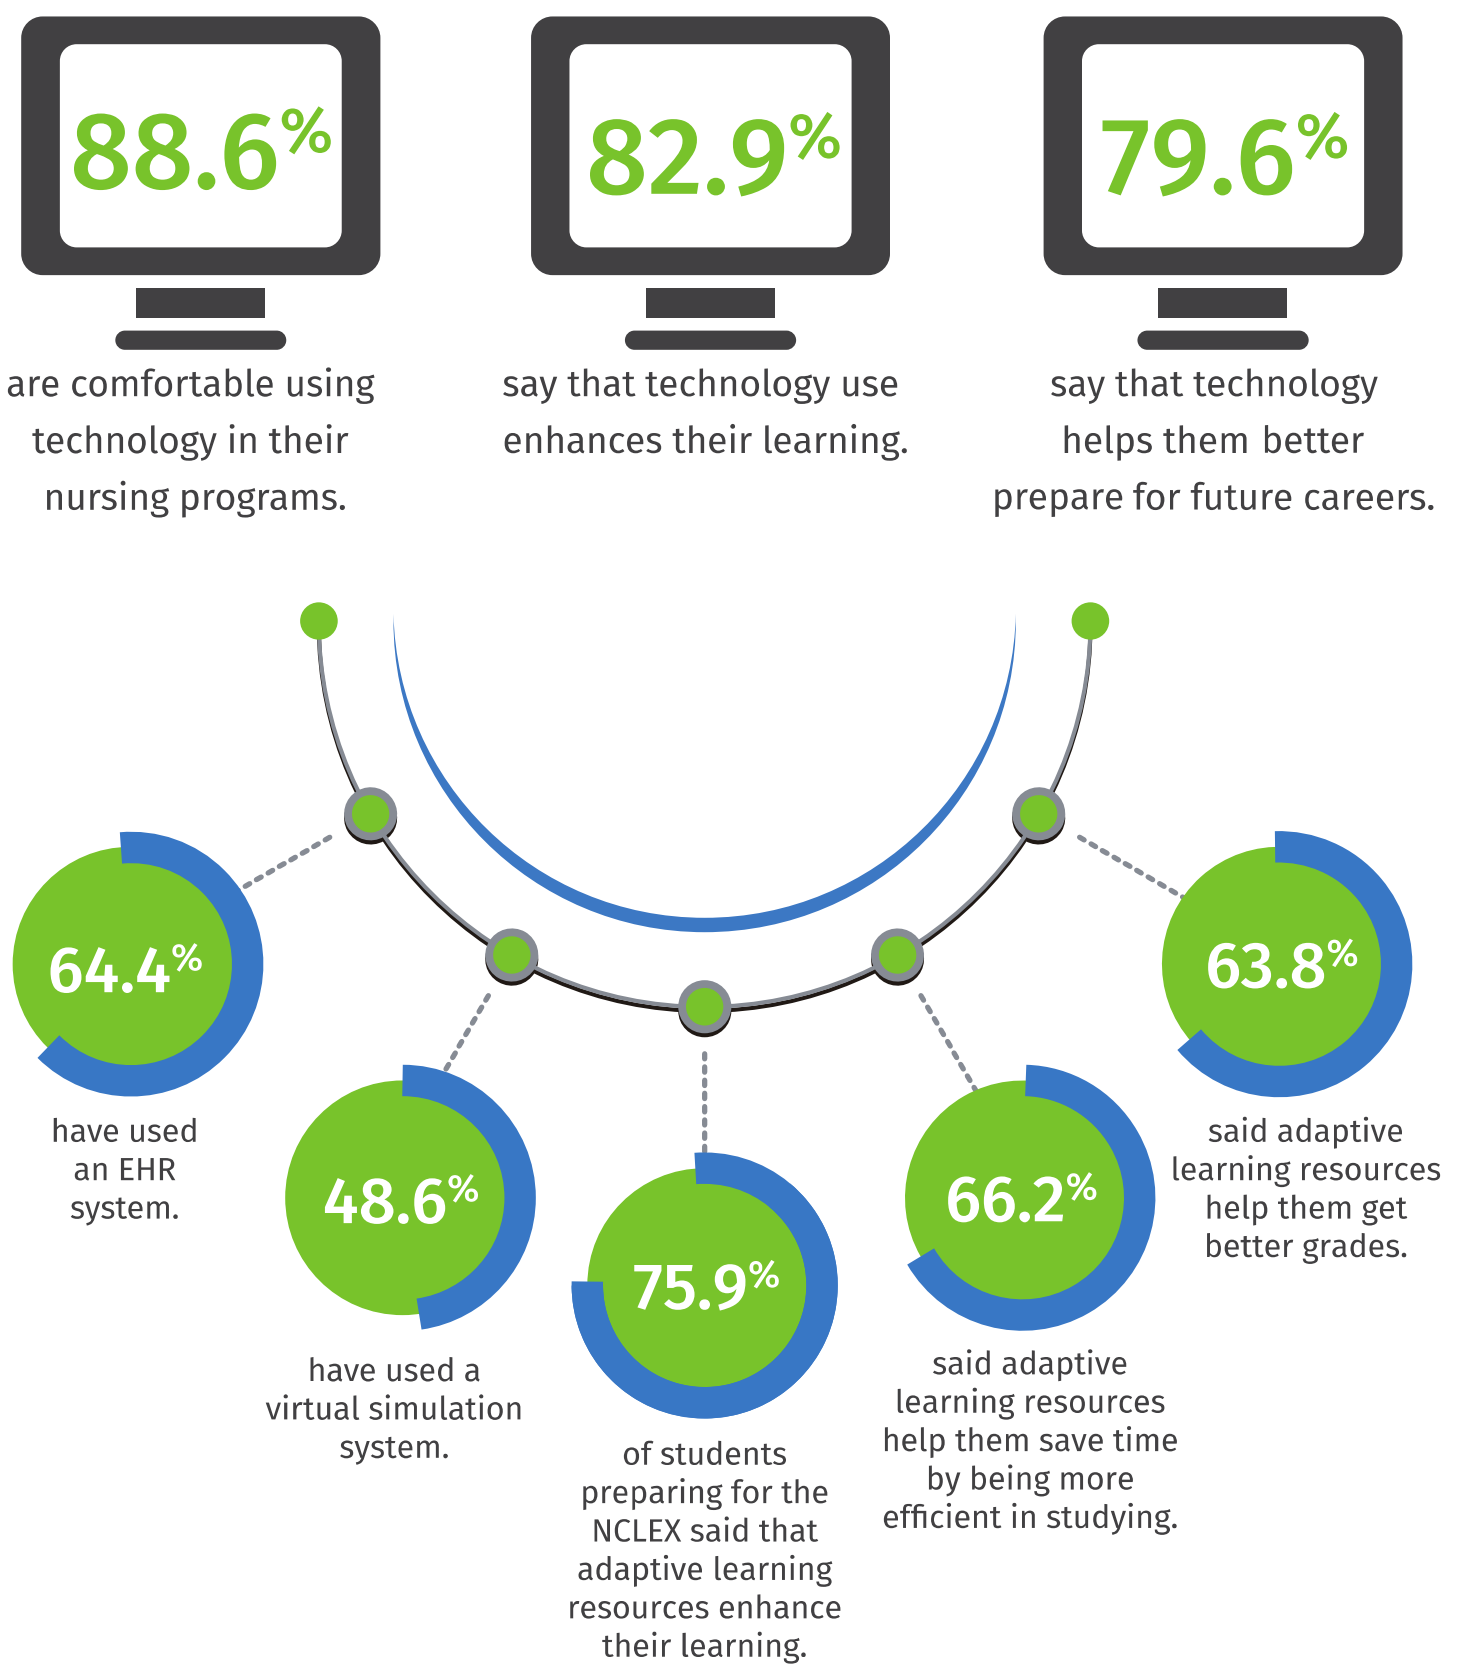 88.6%
are comfortable using
technology in their
nursing programs.
82.9%
say that technology use
enhances their learning.
79.6%
say that technology
helps them better
prepare for future careers.
64.4%
have used
an EHR
system.
48.6%
have used a
virtual simulation
system.
75.9%
of students
preparing for the
NCLEX said that
adaptive learning
resources enhance
their learning.
66.2%
said adaptive
learning resources
help them save time
by being more
efficient in studying.
63.8%
said adaptive
learning resources
help them get
better grades.